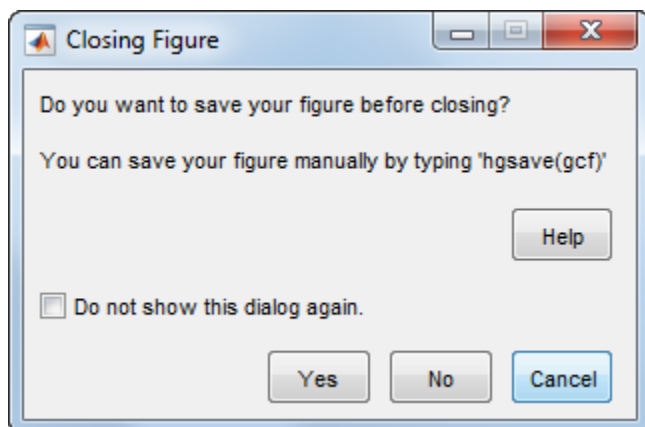 Closing Figure
Do you want to save your figure before closing?
You can save your figure manually by typing 'hgsave(gcf)'
Help
Do not show this dialog again.
Yes No Cancel